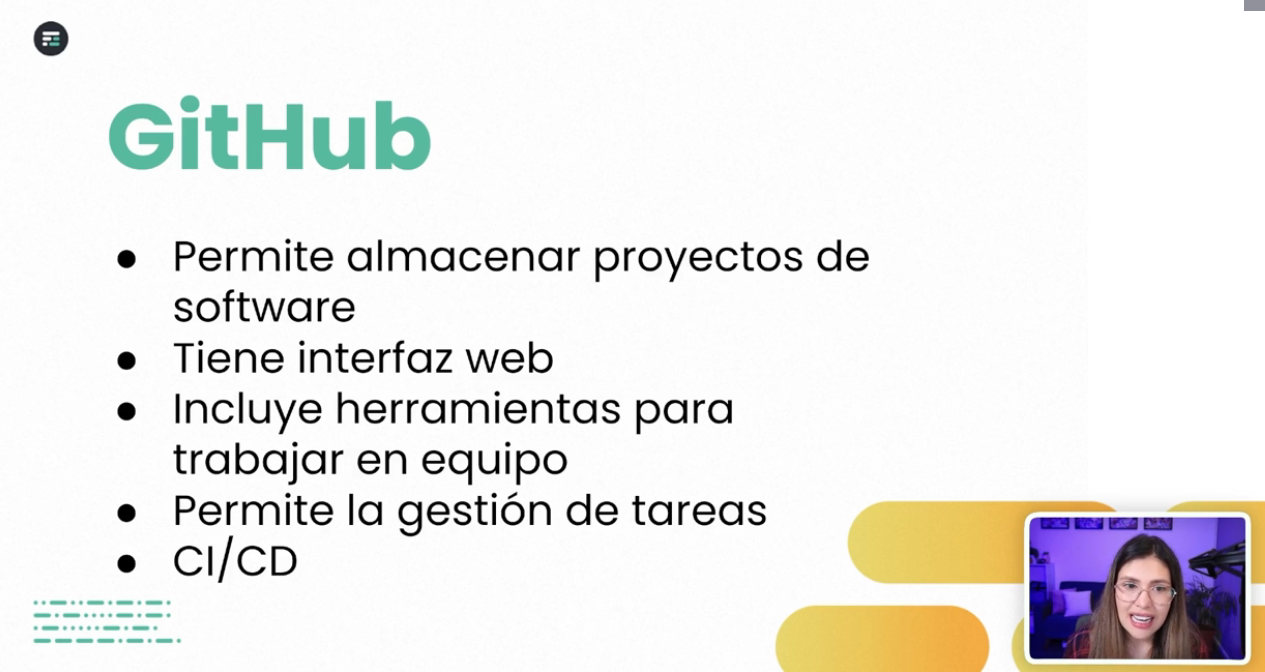 GitHub
● Permite almacenar proyectos de
software
● Tiene interfaz web
● Incluye herramientas para
trabajar en equipo
● Permite la gestión de tareas
● CI/CD